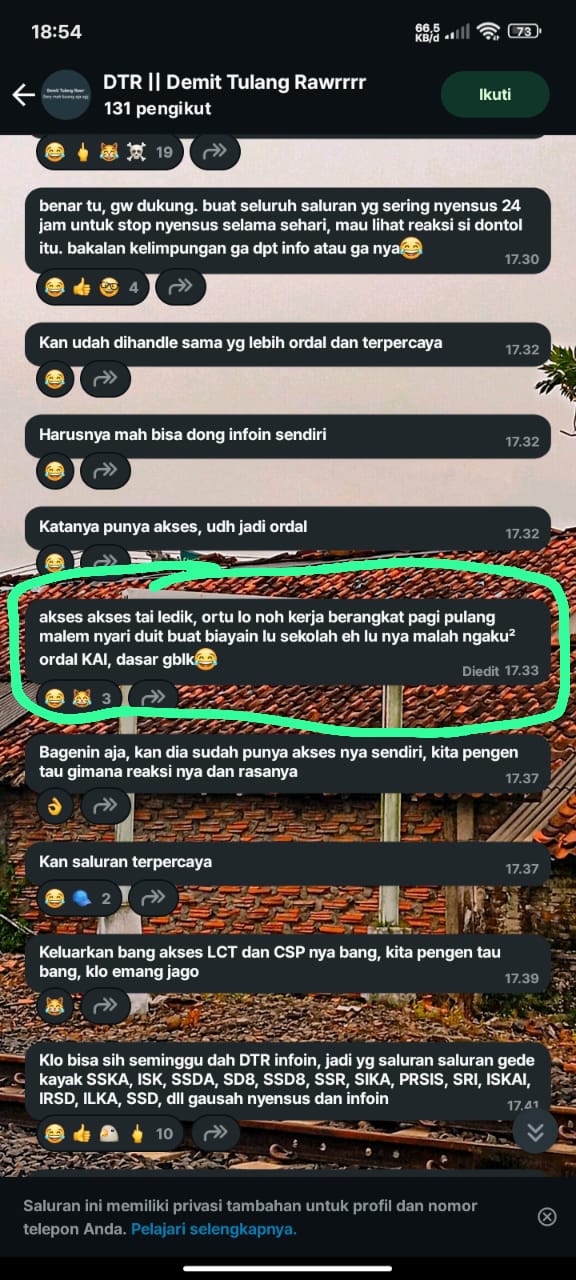 18:54
66,5
KB/d
73
DTR || Demit Tulang Rawrrrr
131 pengikut
Ikuti
19
benar tu, gw dukung. buat seluruh saluran yg sering nyensus 24
jam untuk stop nyensus selama sehari, mau lihat reaksi si dontol
itu. bakalan kelimpungan ga dpt info atau ga nya😂
17.30
4
Kan udah dihandle sama yg lebih ordal dan terpercaya
17.32
Harusnya mah bisa dong infoin sendiri
17.32
Katanya punya akses, udh jadi ordal
17.32
akses akses tai ledik, ortu lo noh kerja berangkat pagi pulang
malem nyari duit buat biayain lu sekolah eh lu nya malah ngaku²
ordal KAI, dasar gblk😂
Diedit 17.33
3
Bagenin aja, kan dia sudah punya akses nya sendiri, kita pengen
tau gimana reaksi nya dan rasanya
17.37
Kan saluran terpercaya
17.37
2
Keluarkan bang akses LCT dan CSP nya bang, kita pengen tau
bang, klo emang jago
17.39
Klo bisa sih seminggu dah DTR infoin, jadi yg saluran saluran gede
kayak SSKA, ISK, SSDA, SD8, SSD8, SSR, SIKA, PRSIS, SRI, ISKAI,
IRSD, ILKA, SSD, dll gausah nyensus dan infoin
17.41
10
Saluran ini memiliki privasi tambahan untuk profil dan nomor
telepon Anda. Pelajari selengkapnya.